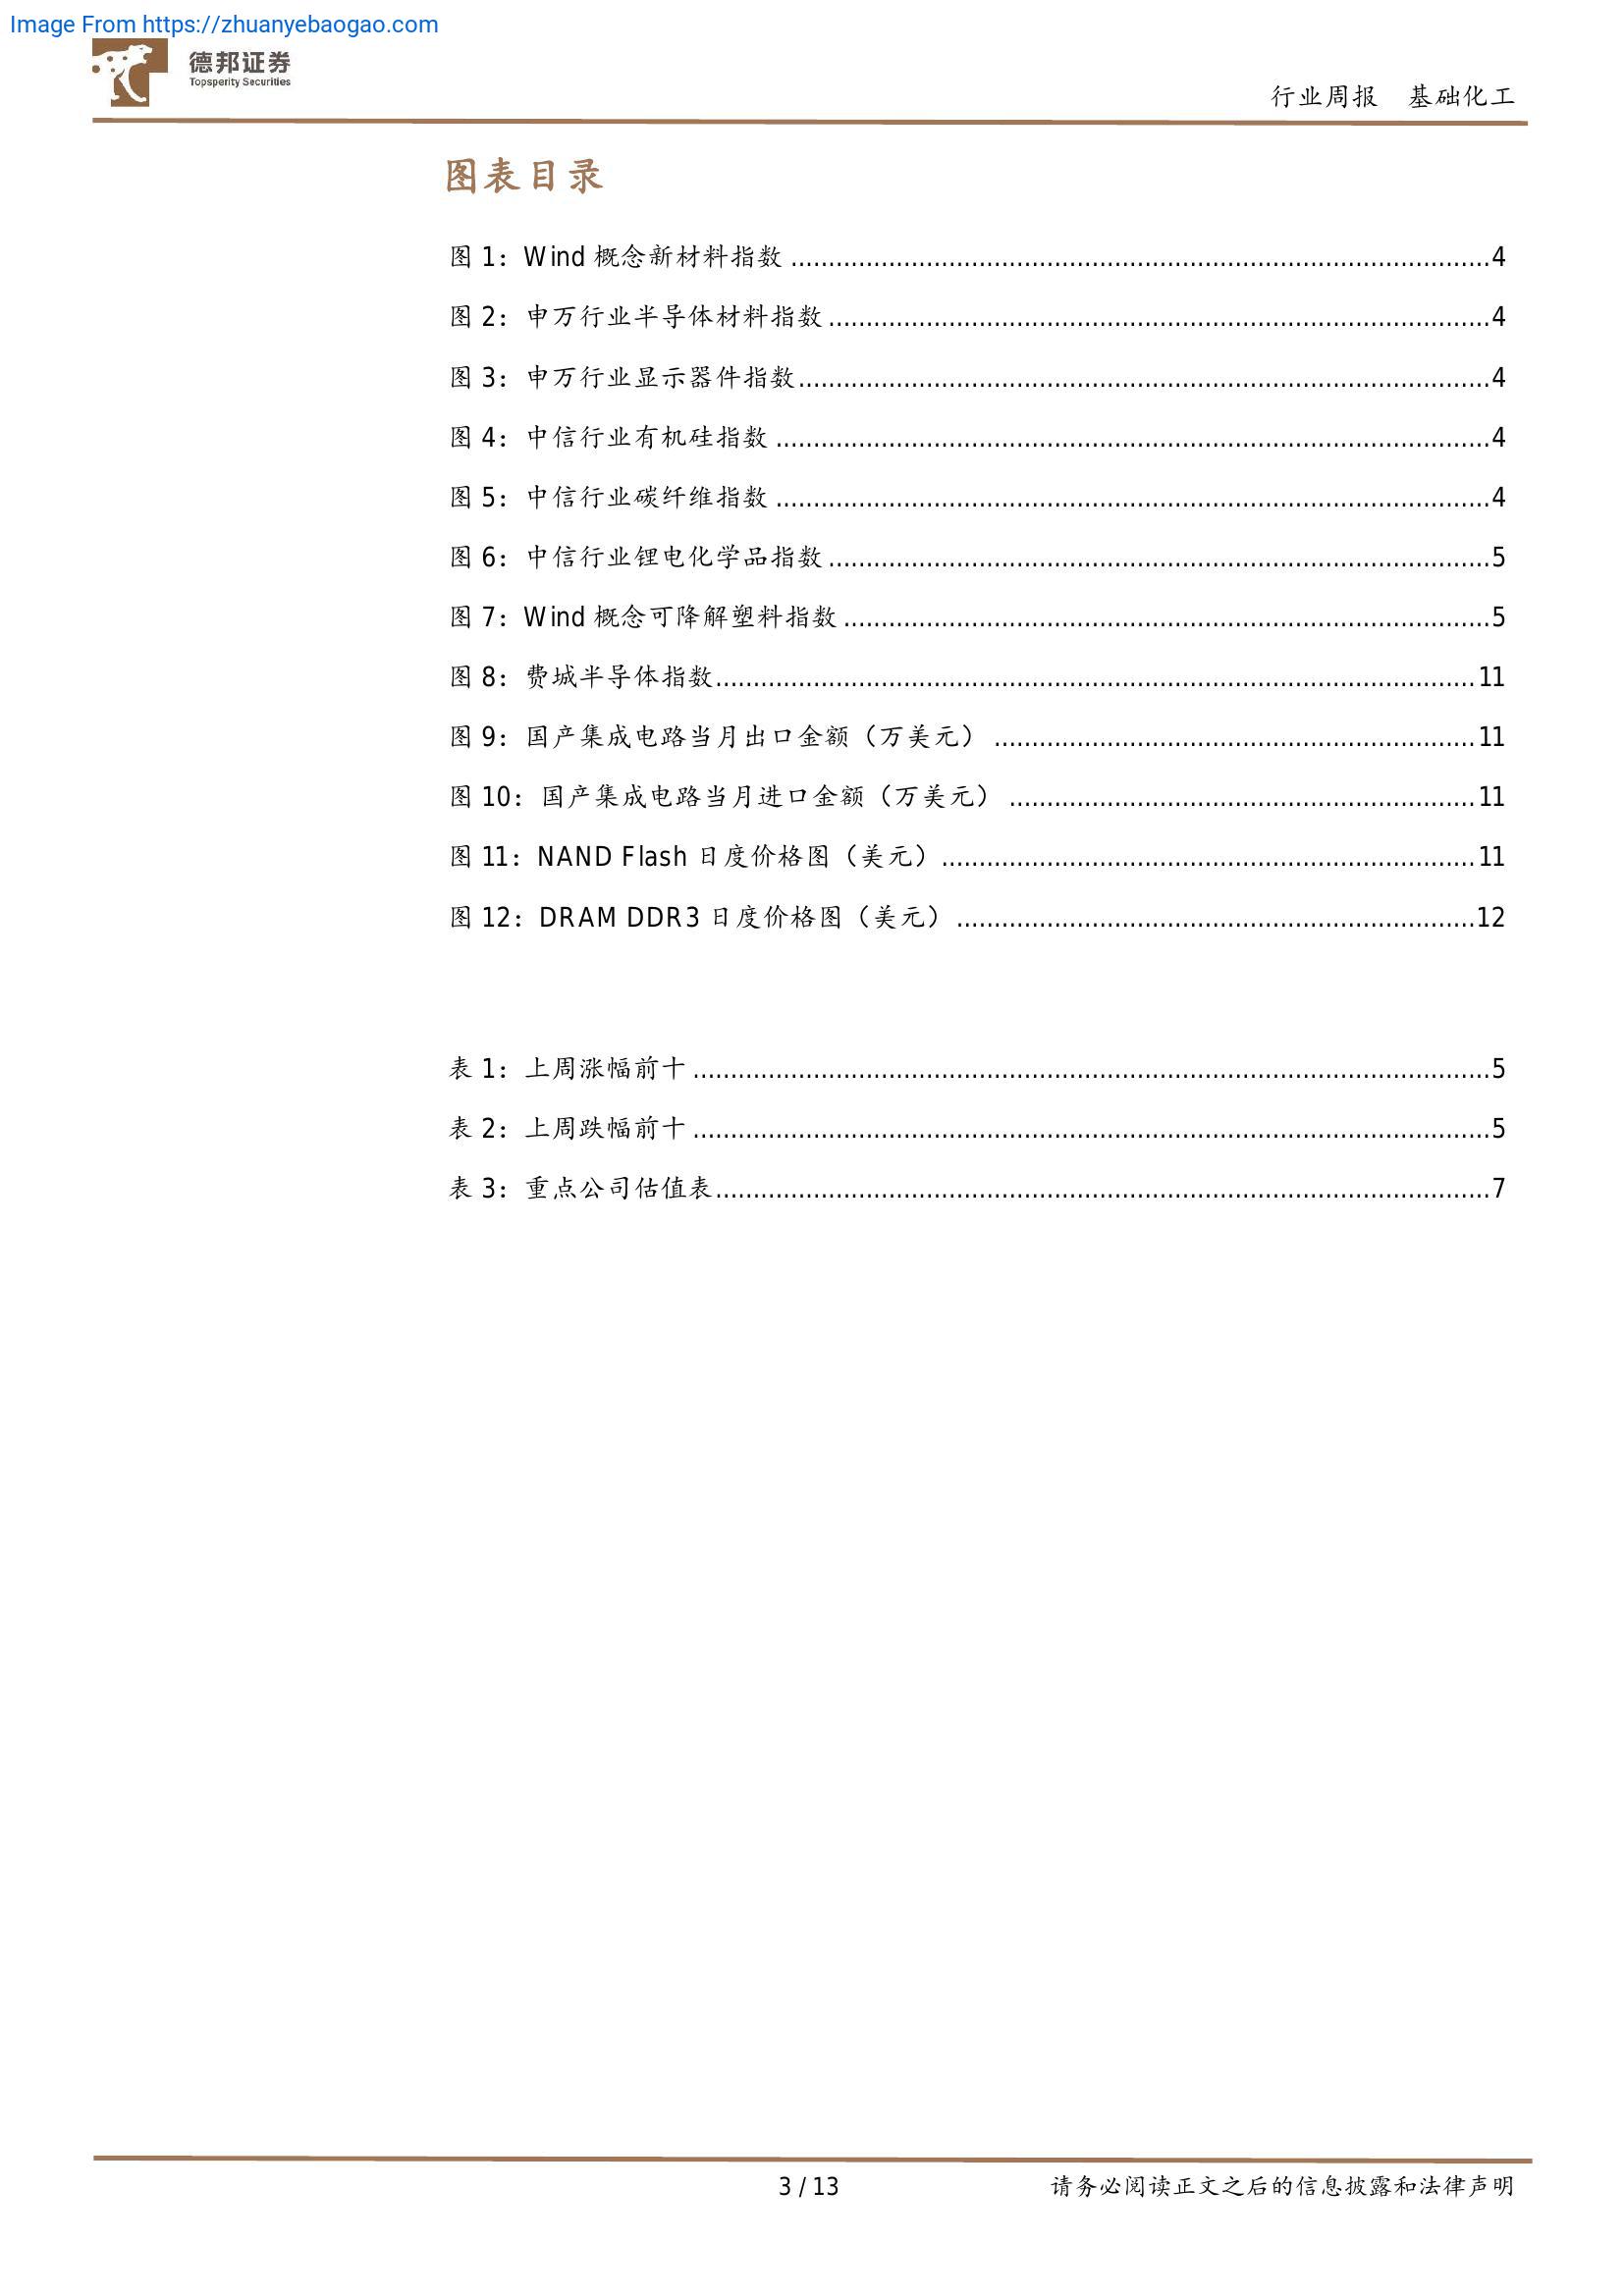 Image From https://zhuanyebaogao.com
德邦证券
Topsperity Securities
行业周报 基础化工
图表目录
图 1：Wind 概念新材料指数 ........ 4
图 2：申万行业半导体材料指数 ........ 4
图 3：申万行业显示器件指数 ........ 4
图 4：中信行业有机硅指数 ........ 4
图 5：中信行业碳纤维指数 ........ 4
图 6：中信行业锂电化学品指数 ........ 5
图 7：Wind 概念可降解塑料指数 ........ 5
图 8：费城半导体指数 ........ 11
图 9：国产集成电路当月出口金额（万美元） ........ 11
图 10：国产集成电路当月进口金额（万美元） ........ 11
图 11：NAND Flash 日度价格图（美元） ........ 11
图 12：DRAM DDR3 日度价格图（美元） ........ 12
表 1：上周涨幅前十 ........ 5
表 2：上周跌幅前十 ........ 5
表 3：重点公司估值表 ........ 7
3 / 13 请务必阅读正文之后的信息披露和法律声明